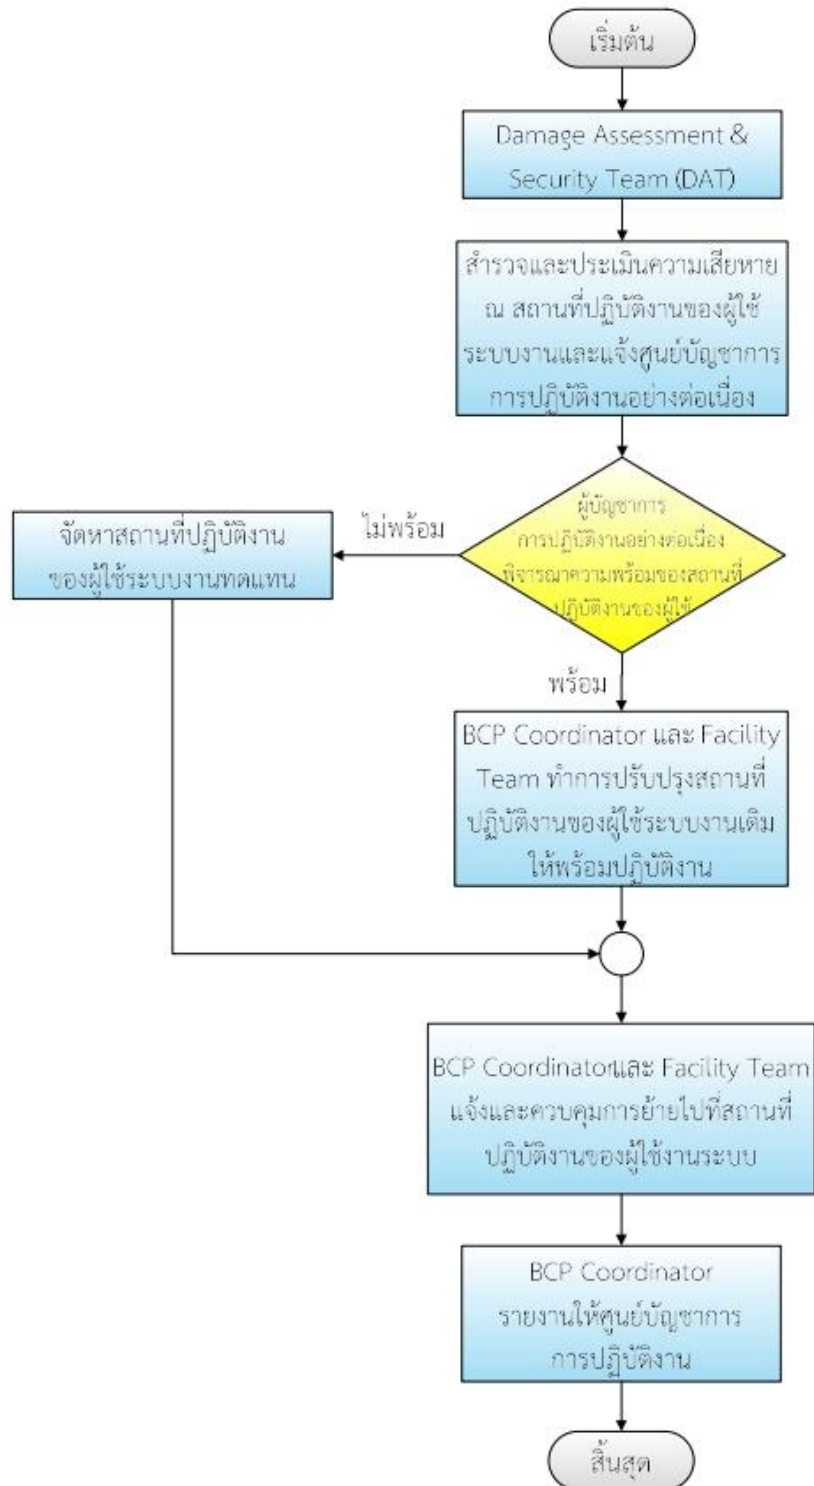 เริ่มต้น
Damage Assessment &
Security Team (DAT)
สำรวจและประเมินความเสียหาย
ณ สถานที่ปฏิบัติงานของผู้ใช้
ระบบงานและแจ้งศูนย์บัญชาการ
การปฏิบัติงานอย่างต่อเนื่อง
ผู้บัญชาการ
การปฏิบัติงานอย่างต่อเนื่อง
พิจารณาความพร้อมของสถานที่
ปฏิบัติงานของผู้ใช้
ไม่พร้อม
จัดหาสถานที่ปฏิบัติงาน
ของผู้ใช้ระบบงานทดแทน
พร้อม
BCP Coordinator และ Facility
Team ทำการปรับปรุงสถานที่
ปฏิบัติงานของผู้ใช้ระบบงานเดิม
ให้พร้อมปฏิบัติงาน
BCP Coordinatorและ Facility Team
แจ้งและควบคุมการย้ายไปที่สถานที่
ปฏิบัติงานของผู้ใช้งานระบบ
BCP Coordinator
รายงานให้ศูนย์บัญชาการ
การปฏิบัติงาน
สิ้นสุด